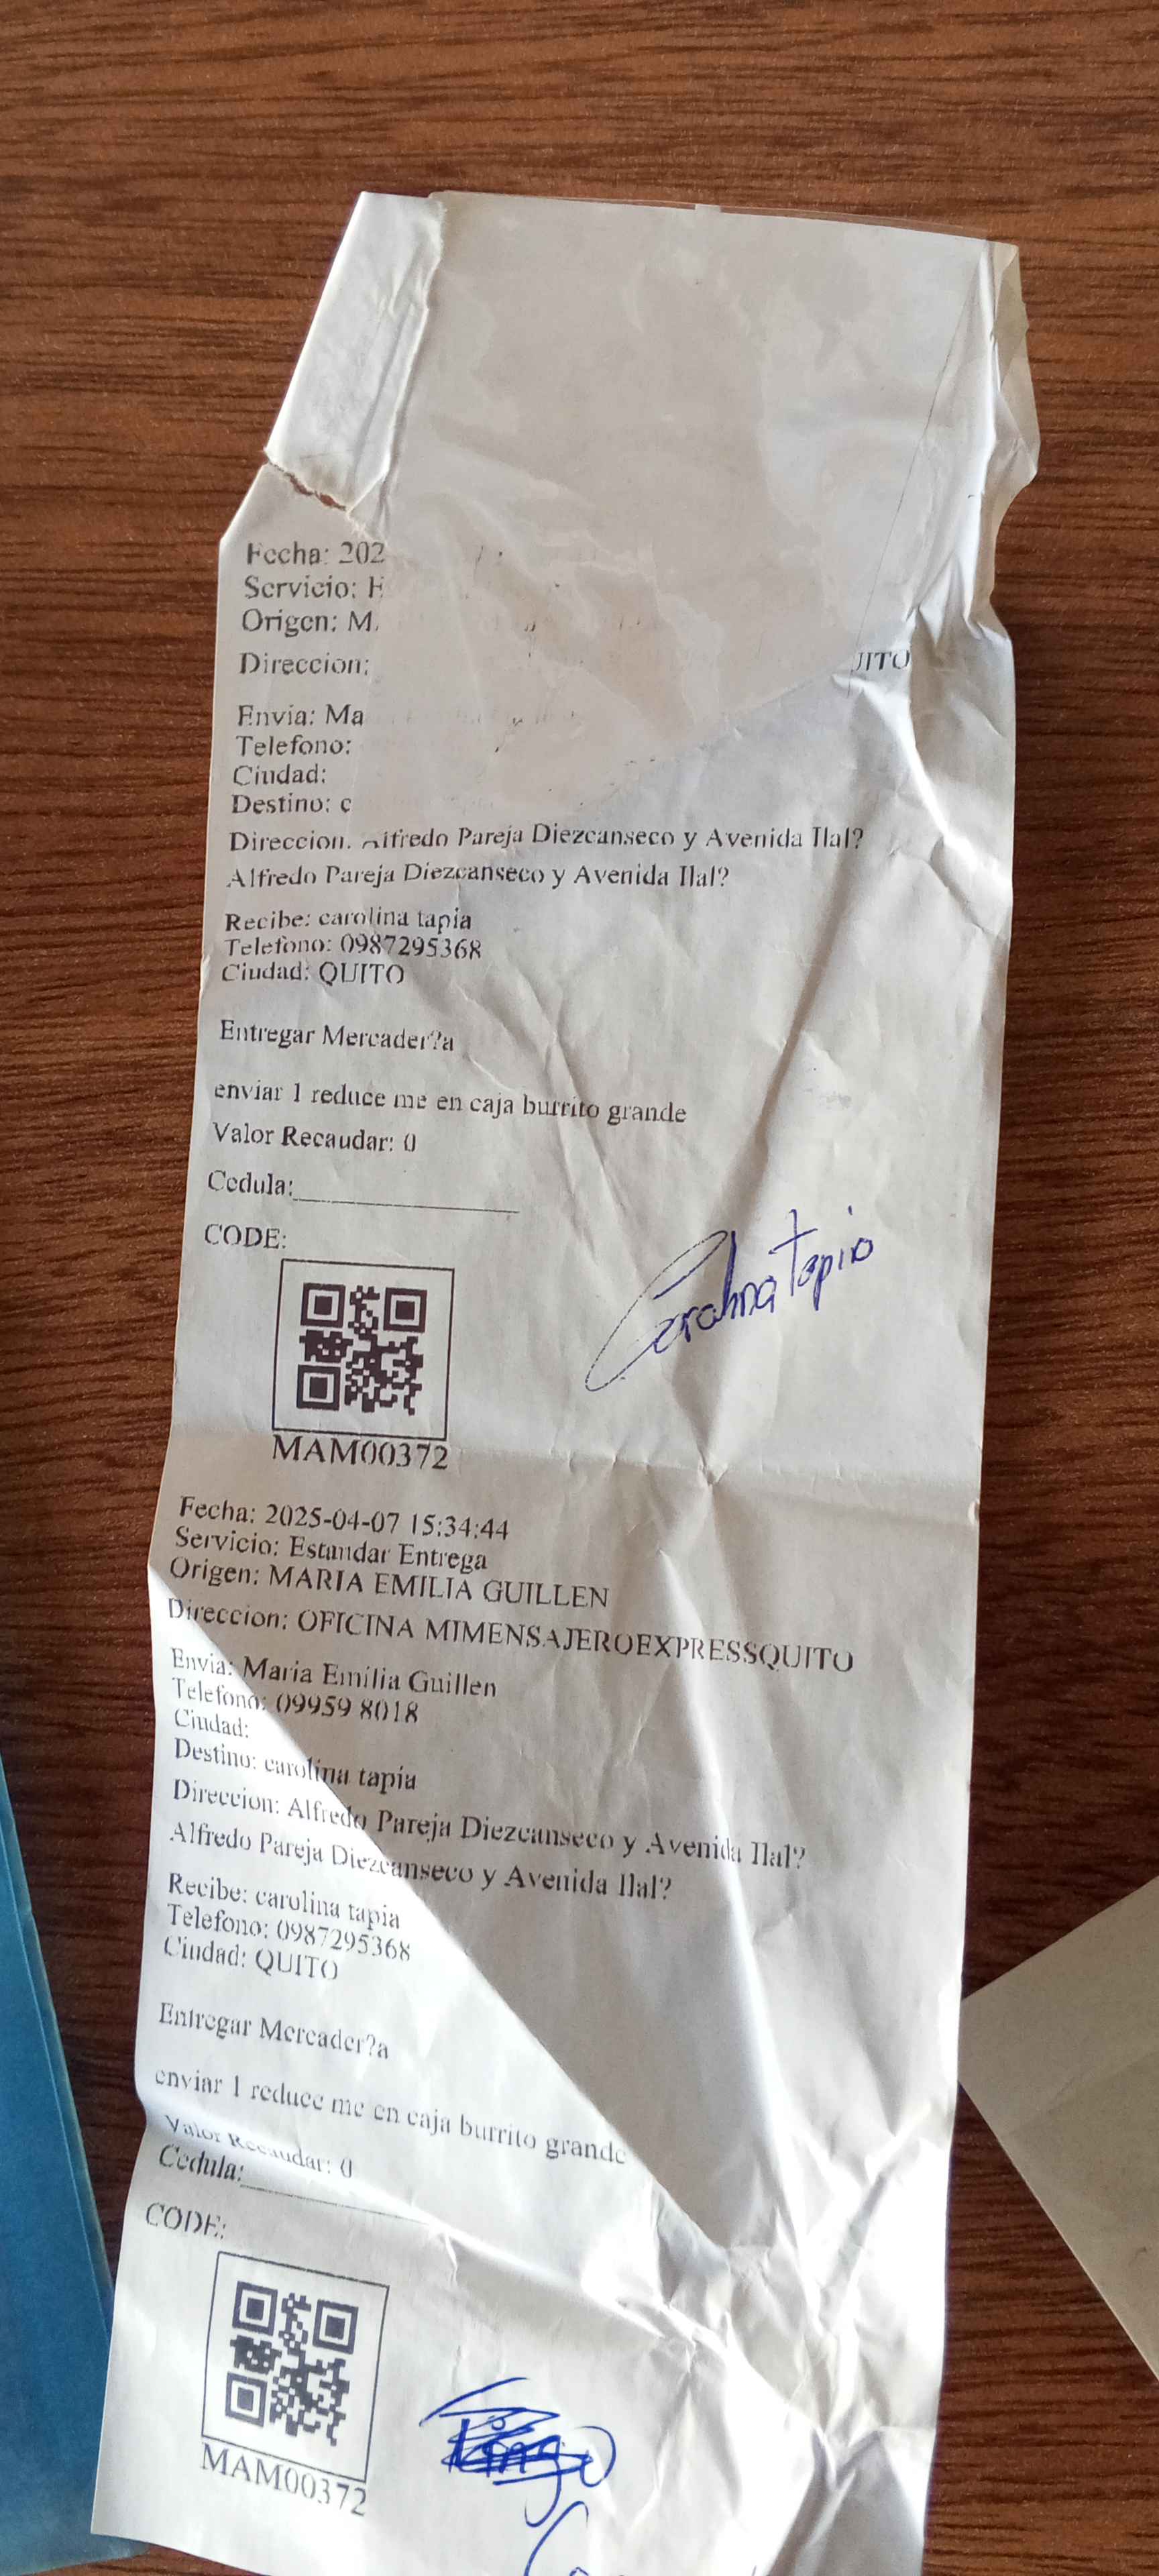 Fecha: 202
Servicio: E
Origen: M
Direccion: JITO
Envia: Ma
Telefono:
Ciudad:
Destino: c
Direccion. Alfredo Pareja Diezcanseco y Avenida Ilal?
Alfredo Pareja Diezcanseco y Avenida Ilal?
Recibe: carolina tapia
Telefono: 0987295368
Ciudad: QUITO
Entregar Mercader?a
enviar 1 reduce me en caja burrito grande
Valor Recaudar: 0
Cedula:
CODE:
Carolina Tapia
MAM00372
Fecha: 2025-04-07 15:34:44
Servicio: Estandar Entrega
Origen: MARIA EMILIA GUILLEN
Direccion: OFICINA MIMENSAJEROEXPRESSQUITO
Envia: Maria Emilia Guillen
Telefono: 09959 8018
Ciudad:
Destino: carolina tapia
Direccion: Alfredo Pareja Diezcanseco y Avenida Ilal?
Alfredo Pareja Diezcanseco y Avenida Ilal?
Recibe: carolina tapia
Telefono: 0987295368
Ciudad: QUITO
Entregar Mercader?a
enviar 1 reduce me en caja burrito grande
Valor Recaudar: 0
Cedula:
CODE:
MAM00372